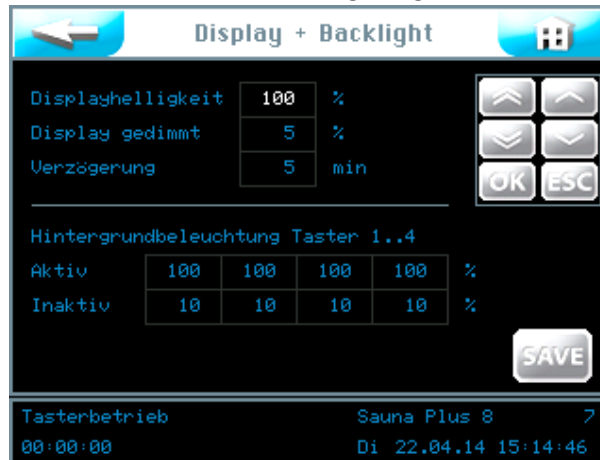 Display + Backlight
Displayhelligkeit 100 %
Display gedimmt 5 %
Verzögerung 5 min
OK ESC
Hintergrundbeleuchtung Taster 1..4
Aktiv 100 100 100 100 %
Inaktiv 10 10 10 10 %
SAVE
Tasterbetrieb Sauna Plus 8 7
00:00:00 Di 22.04.14 15:14:46